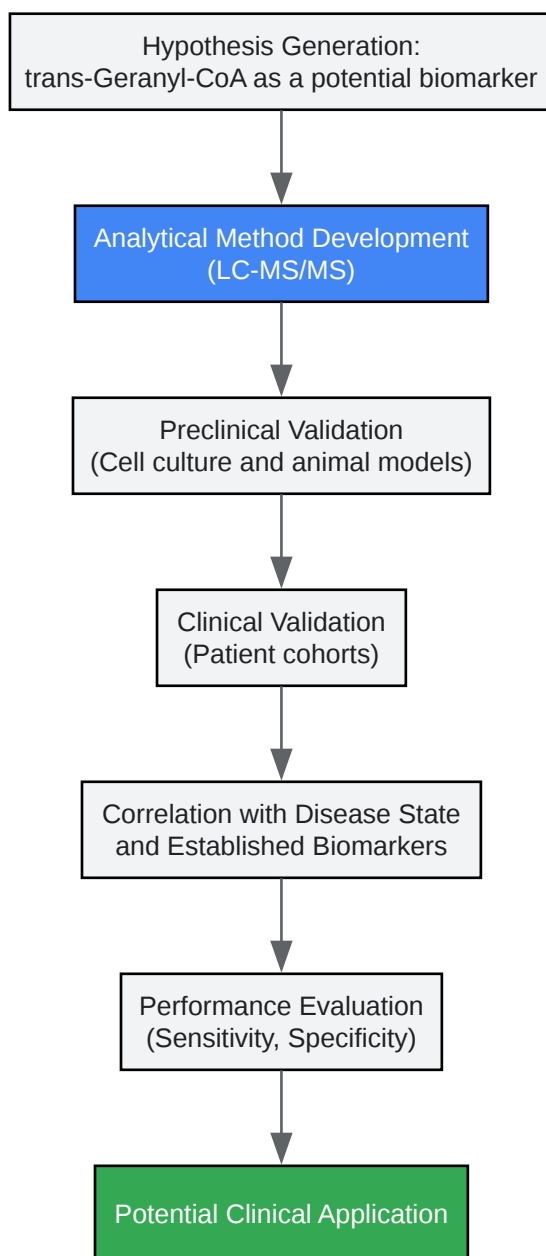 Hypothesis Generation:
trans-Geranyl-CoA as a potential biomarker
Analytical Method Development
(LC-MS/MS)
Preclinical Validation
(Cell culture and animal models)
Clinical Validation
(Patient cohorts)
Correlation with Disease State
and Established Biomarkers
Performance Evaluation
(Sensitivity, Specificity)
Potential Clinical Application